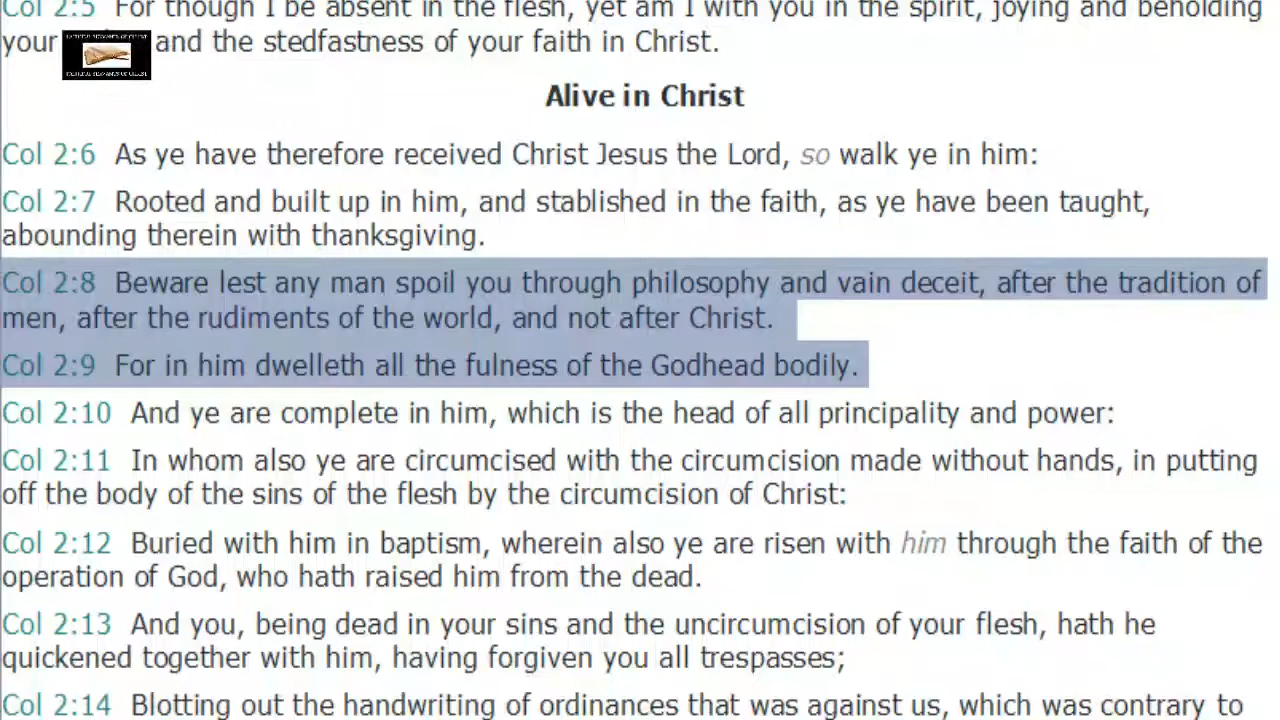 Col 2:5 For though I be absent in the flesh, yet am I with you in the spirit, joying and beholding
your and the stedfastness of your faith in Christ.
Alive in Christ
Col 2:6 As ye have therefore received Christ Jesus the Lord, so walk ye in him:
Col 2:7 Rooted and built up in him, and stablished in the faith, as ye have been taught,
abounding therein with thanksgiving.
Col 2:8 Beware lest any man spoil you through philosophy and vain deceit, after the tradition of
men, after the rudiments of the world, and not after Christ.
Col 2:9 For in him dwelleth all the fulness of the Godhead bodily.
Col 2:10 And ye are complete in him, which is the head of all principality and power:
Col 2:11 In whom also ye are circumcised with the circumcision made without hands, in putting
off the body of the sins of the flesh by the circumcision of Christ:
Col 2:12 Buried with him in baptism, wherein also ye are risen with him through the faith of the
operation of God, who hath raised him from the dead.
Col 2:13 And you, being dead in your sins and the uncircumcision of your flesh, hath he
quickened together with him, having forgiven you all trespasses;
Col 2:14 Blotting out the handwriting of ordinances that was against us, which was contrary to